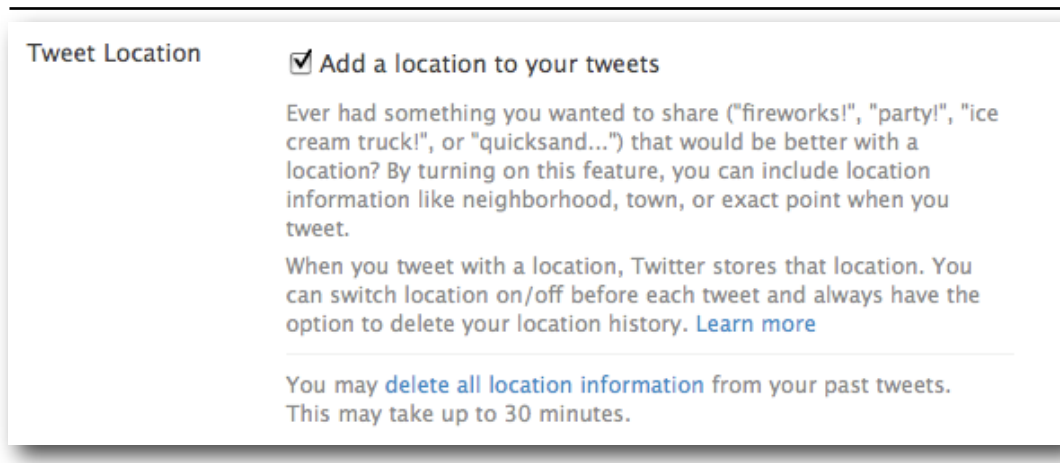 Tweet Location
Add a location to your tweets
Ever had something you wanted to share ("fireworks!", "party!", "ice
cream truck!", or "quicksand...") that would be better with a
location? By turning on this feature, you can include location
information like neighborhood, town, or exact point when you
tweet.
When you tweet with a location, Twitter stores that location. You
can switch location on/off before each tweet and always have the
option to delete your location history. Learn more
You may delete all location information from your past tweets.
This may take up to 30 minutes.